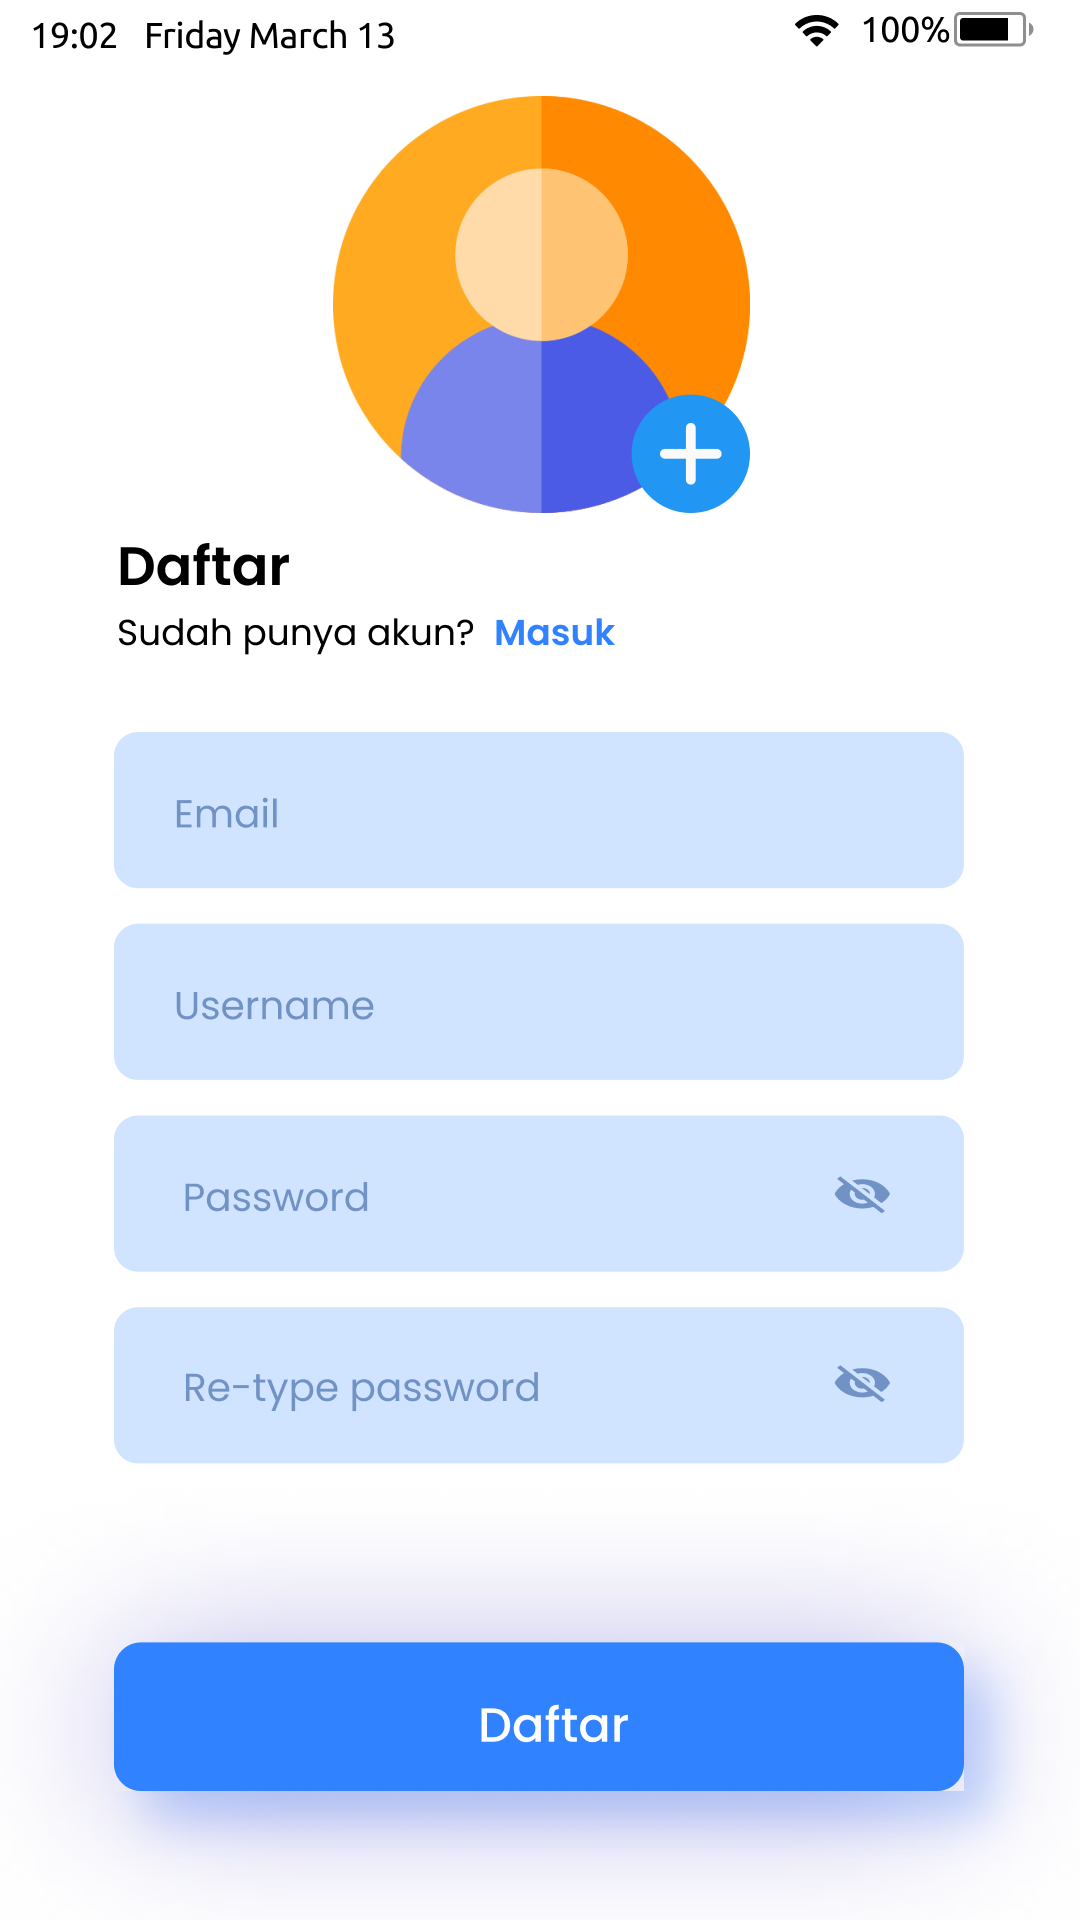 19:02 Friday March 13 100%
Daftar
Sudah punya akun? Masuk
Email
Username
Password
Re-type password
Daftar